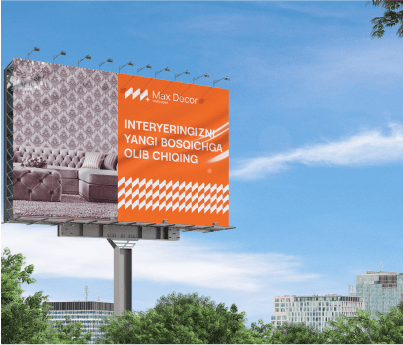 Max Decor
INTERYERINGIZNI
YANGI BOSQICHGA
OLIB CHIQING